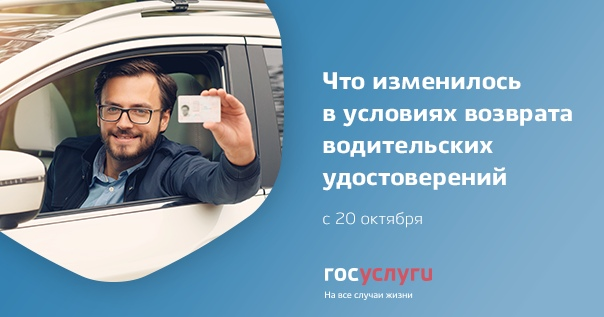 Что изменилось
в условиях возврата
водительских
удостоверений
с 20 октября
госуслуги
На все случаи жизни